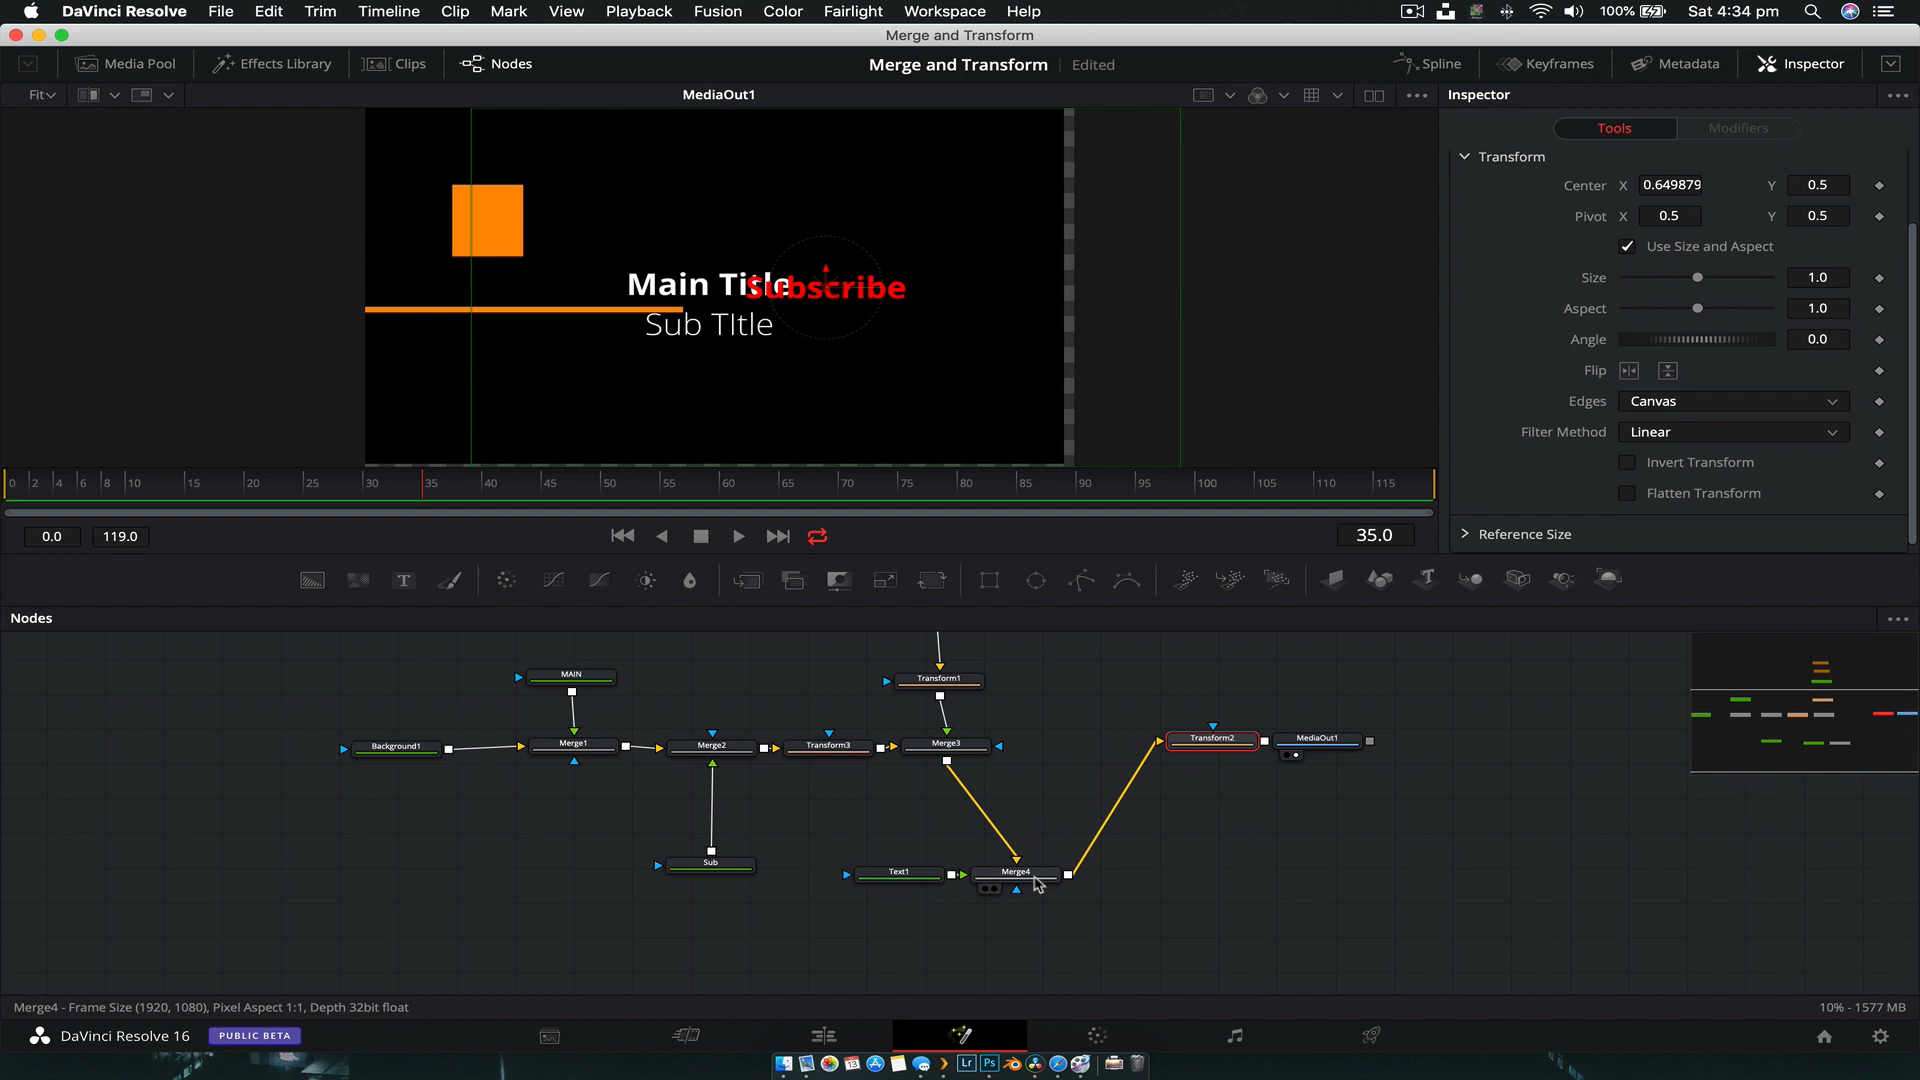 DaVinci Resolve File Edit Trim Timeline Clip Mark View Playback Fusion Color Fairlight Workspace Help 100% Sat 4:34 pm
Merge and Transform
Media Pool Effects Library Clips Nodes Merge and Transform Edited Spline Keyframes Metadata Inspector
Fit MediaOut1 Inspector
Tools Modifiers
Transform
Center X 0.649879 Y 0.5
Pivot X 0.5 Y 0.5
Use Size and Aspect
Size 1.0
Aspect 1.0
Angle 0.0
Flip
Edges Canvas
Filter Method Linear
Invert Transform
Flatten Transform
Reference Size
Main Title
Subscribe
Sub TItle
0 2 4 6 8 10 15 20 25 30 35 40 45 50 55 60 65 70 75 80 85 90 95 100 105 110 115
0.0 119.0 35.0
Nodes
MAIN Transform1
Background1 Merge1 Merge2 Transform3 Merge3 Transform2 MediaOut1
Sub Text1 Merge4
Merge4 - Frame Size (1920, 1080), Pixel Aspect 1:1, Depth 32bit float 10% - 1577 MB
DaVinci Resolve 16 PUBLIC BETA
13 Lr Ps